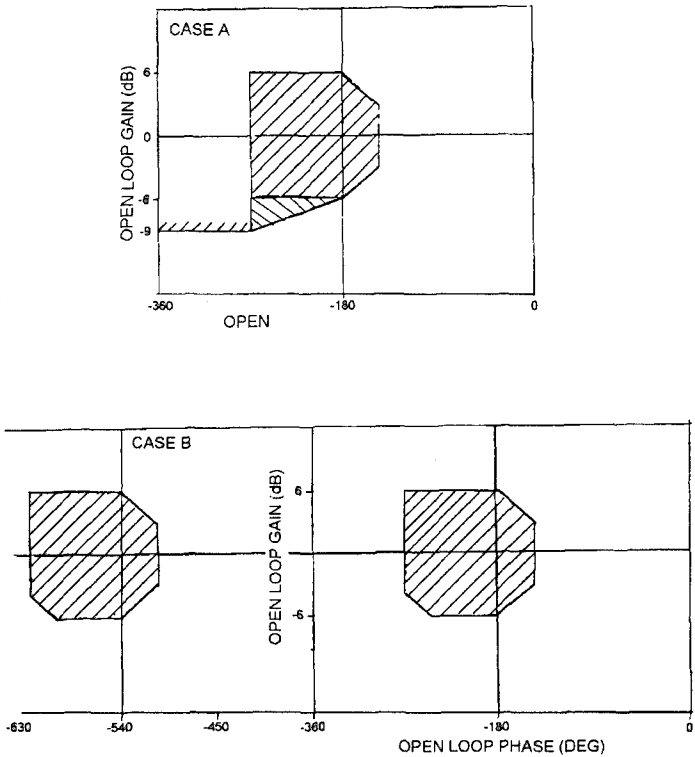 CASE A
OPEN LOOP GAIN (dB)
6
0
-6
-9
-360
-180
0
OPEN
CASE B
OPEN LOOP GAIN (dB)
6
-6
-630
-540
-450
-360
-180
0
OPEN LOOP PHASE (DEG)